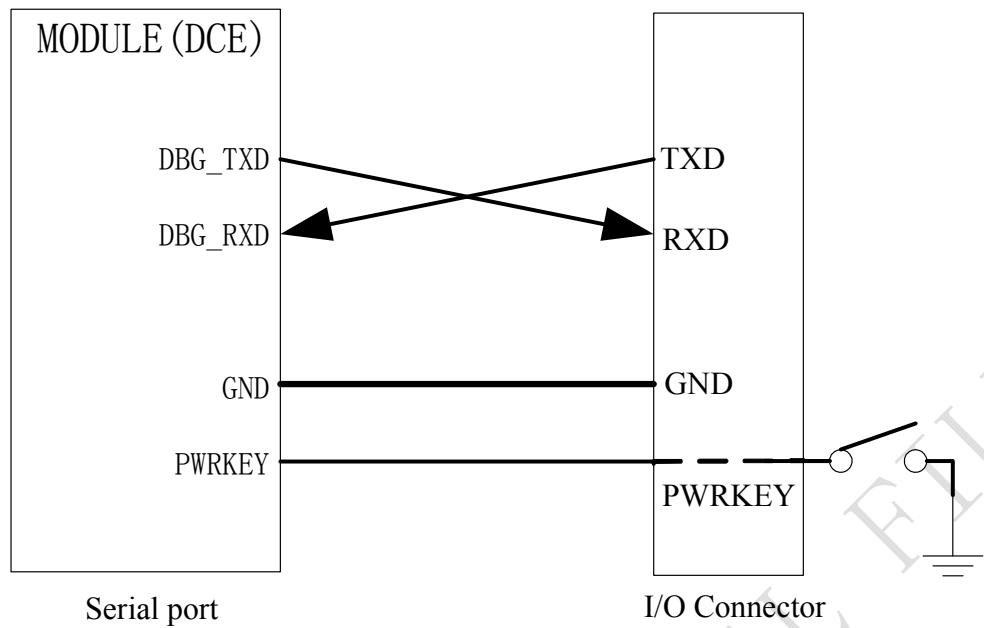 MODULE(DCE)
DBG_TXD
TXD
DBG_RXD
RXD
GND
GND
PWRKEY
PWRKEY
Serial port
I/O Connector